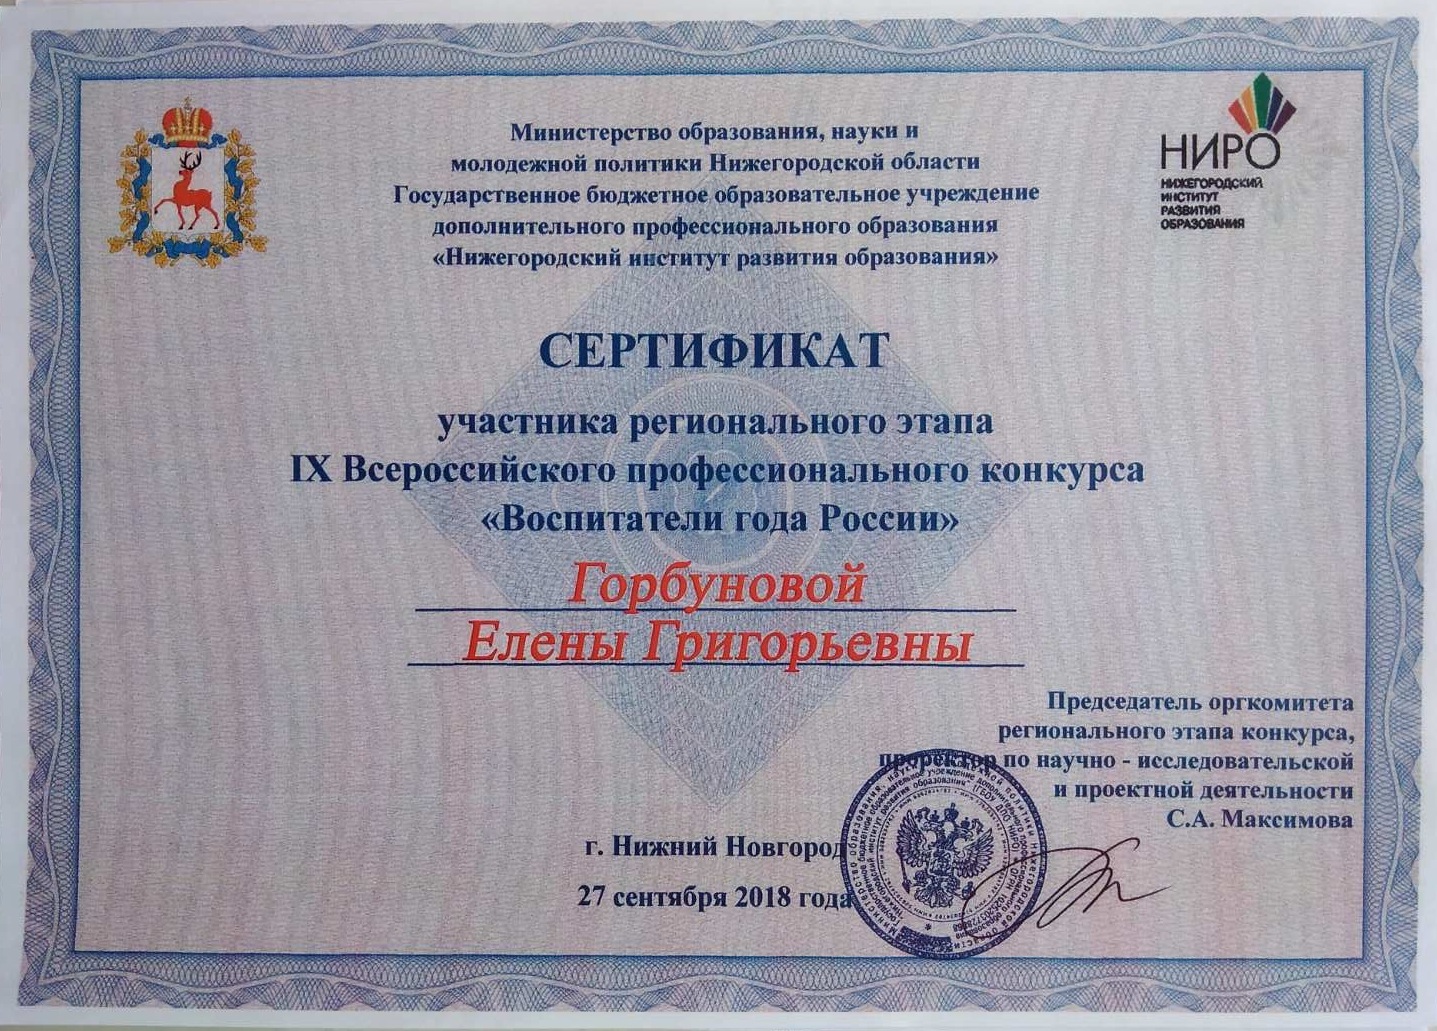 Министерство образования, науки и
молодежной политики Нижегородской области
Государственное бюджетное образовательное учреждение
дополнительного профессионального образования
«Нижегородский институт развития образования»
НИРО
НИЖЕГОРОДСКИЙ
ИНСТИТУТ
РАЗВИТИЯ
ОБРАЗОВАНИЯ
СЕРТИФИКАТ
участника регионального этапа
IX Всероссийского профессионального конкурса
«Воспитатели года России»
Горбуновой
Елены Григорьевны
Председатель оргкомитета
регионального этапа конкурса,
проректор по научно - исследовательской
и проектной деятельности
С.А. Максимова
г. Нижний Новгород
27 сентября 2018 года